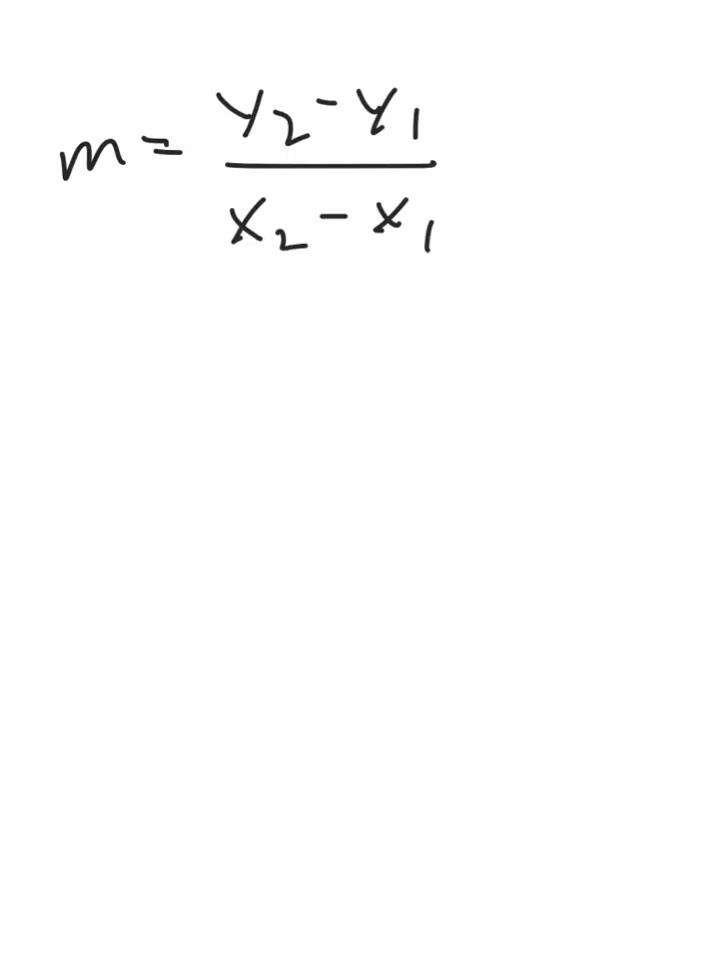 m = y₂ - y₁ / x₂ - x₁